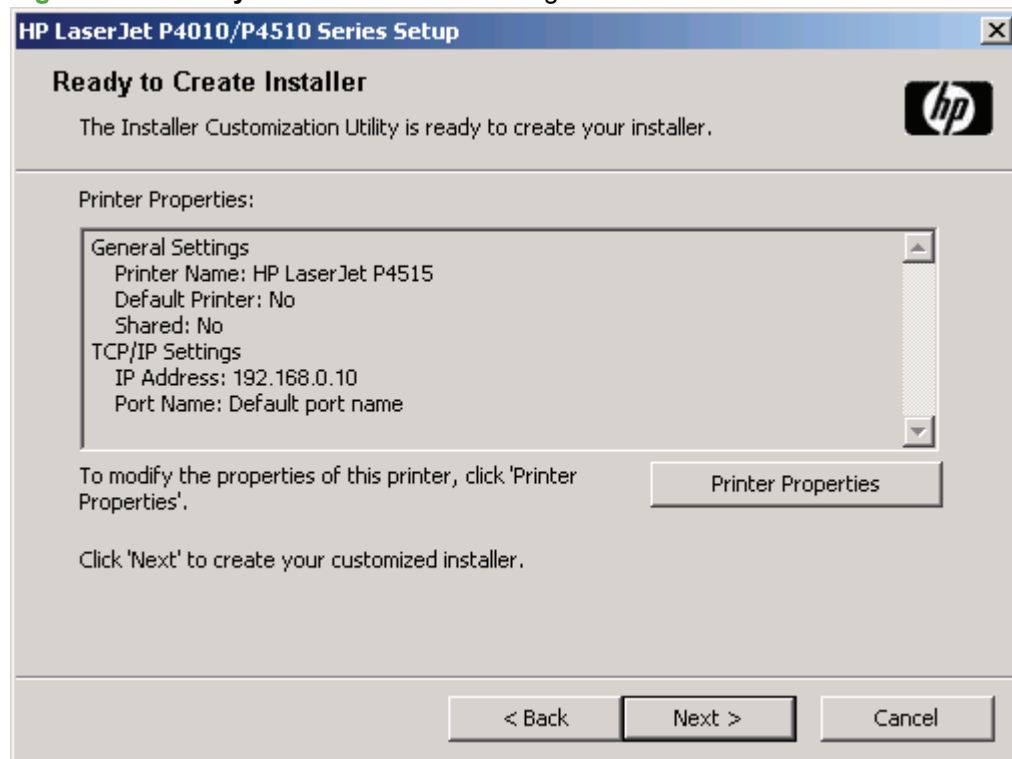 HP LaserJet P4010/P4510 Series Setup
Ready to Create Installer
The Installer Customization Utility is ready to create your installer.
hp
Printer Properties:
General Settings
Printer Name: HP LaserJet P4515
Default Printer: No
Shared: No
TCP/IP Settings
IP Address: 192.168.0.10
Port Name: Default port name
To modify the properties of this printer, click 'Printer
Properties'.
Printer Properties
Click 'Next' to create your customized installer.
< Back
Next >
Cancel